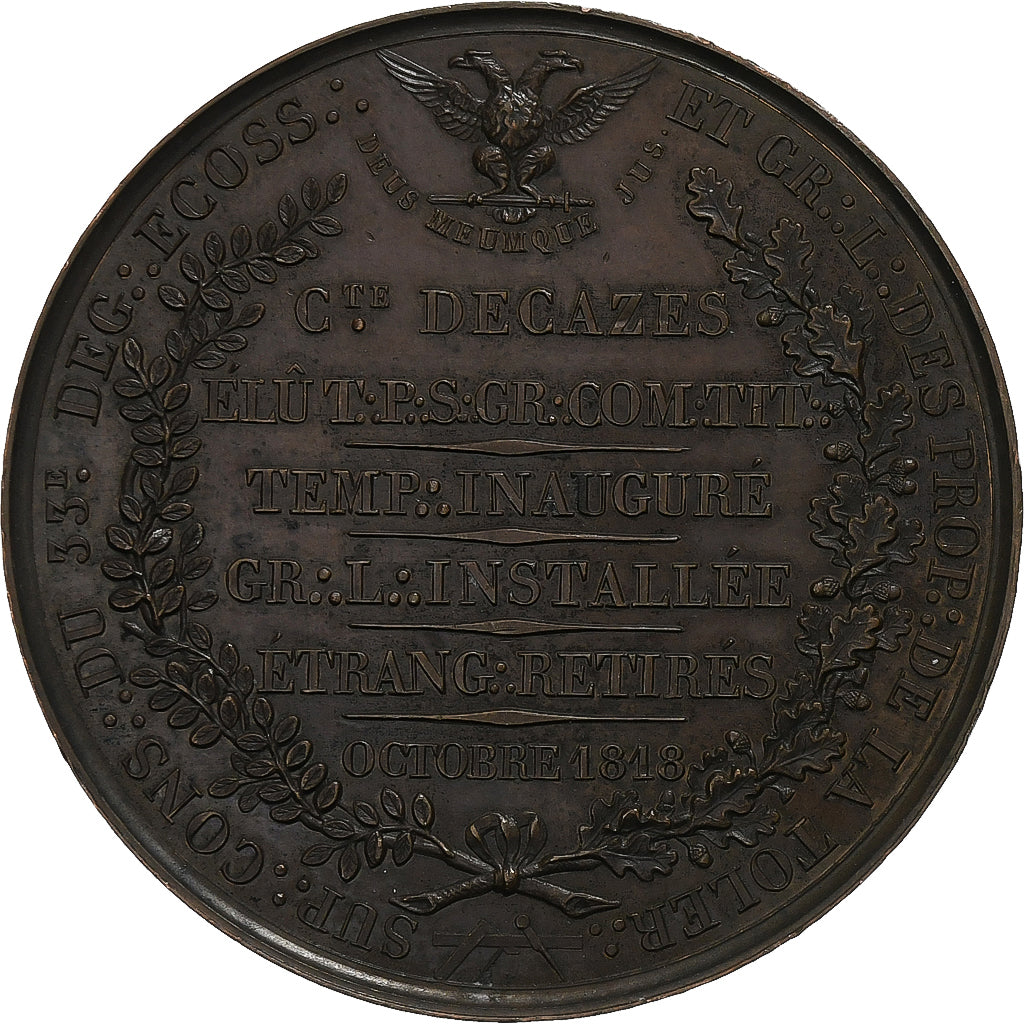 SUP∴ CONS∴ DU 33E. DEG∴ ECOSS∴ ET GR∴ L∴ DES PROP∴ DE LA TOLER∴
DEUS MEUMQUE JUS.
CTE DECAZES
ELÛ T∴P∴S∴GR∴COM∴TIT∴
TEMP∴ INAUGURÉ
GR∴ L∴ INSTALLÉE
ÉTRANG∴ RETIRÉS
OCTOBRE 1818